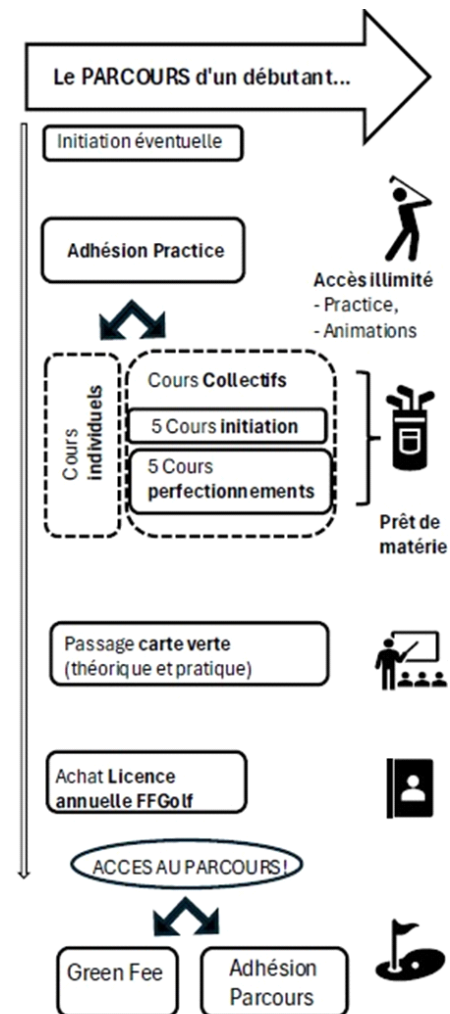 Le PARCOURS d'un débutant...
Initiation éventuelle
Adhésion Practice
Accès illimité
- Practice,
- Animations
Cours
individuels
Cours Collectifs
5 Cours initiation
5 Cours
perfectionnements
Prêt de
matérie
Passage carte verte
(théorique et pratique)
Achat Licence
annuelle FFGolf
ACCES AU PARCOURS!
Green Fee
Adhésion
Parcours